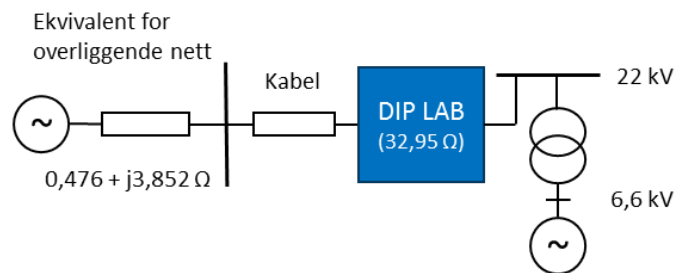 Ekvivalent for
overliggende nett
Kabel
DIP LAB
(32,95 Ω)
22 kV
~
0,476 + j3,852 Ω
6,6 kV
~